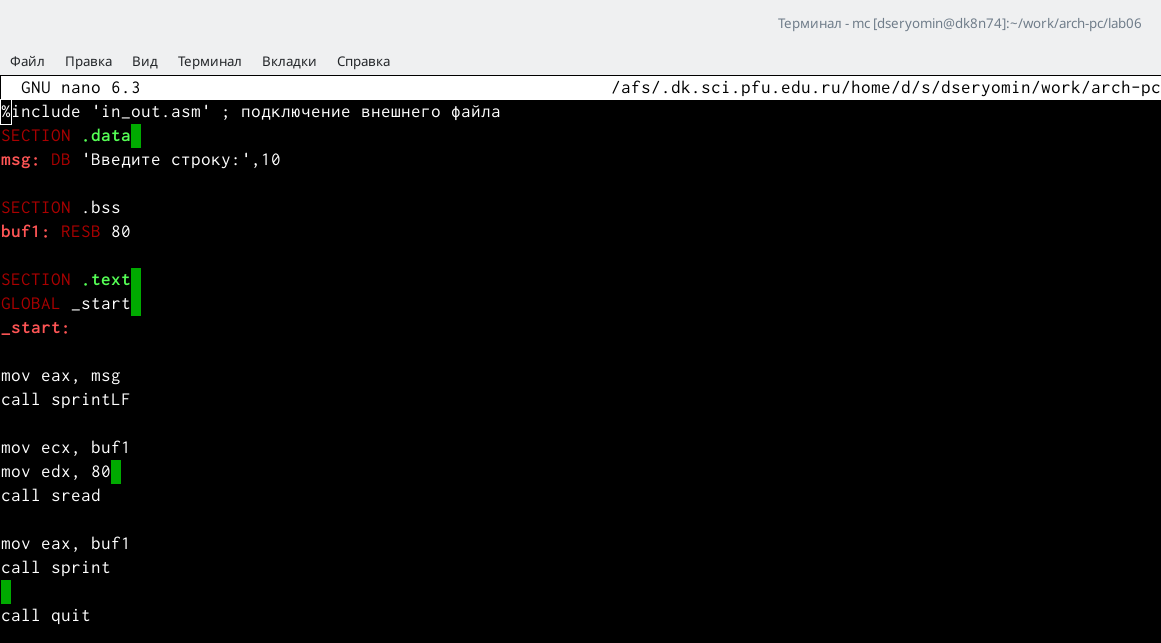 Терминал - mc [dseryomin@dk8n74]:~/work/arch-pc/lab06
Файл Правка Вид Терминал Вкладки Справка
GNU nano 6.3 /afs/.dk.sci.pfu.edu.ru/home/d/s/dseryomin/work/arch-pc
%include 'in_out.asm' ; подключение внешнего файла
SECTION .data
msg: DB 'Введите строку:',10
SECTION .bss
buf1: RESB 80
SECTION .text
GLOBAL _start
_start:
mov eax, msg
call sprintLF
mov ecx, buf1
mov edx, 80
call sread
mov eax, buf1
call sprint
call quit